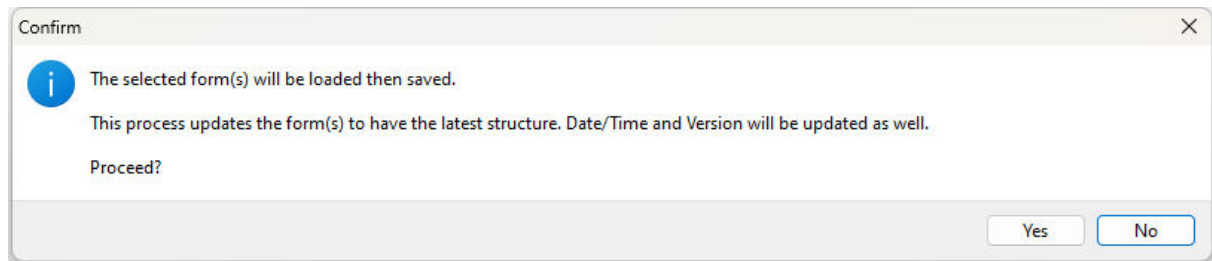 Confirm
The selected form(s) will be loaded then saved.
This process updates the form(s) to have the latest structure. Date/Time and Version will be updated as well.
Proceed?
Yes No